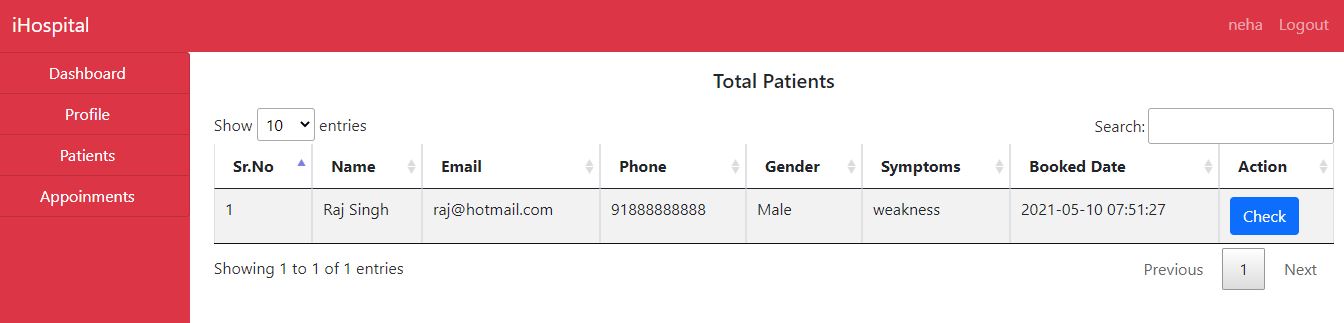 iHospital neha Logout
Dashboard
Profile
Patients
Appoinments
Total Patients
Show 10 entries Search:
Sr.No Name Email Phone Gender Symptoms Booked Date Action
1 Raj Singh raj@hotmail.com 91888888888 Male weakness 2021-05-10 07:51:27 Check
Showing 1 to 1 of 1 entries Previous 1 Next